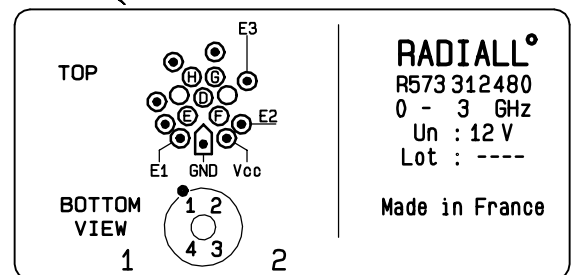 TOP
E3
H G
D
E F
E2
E1 GND Vcc
BOTTOM
VIEW
1 2
4 3
1 2
RADIALL°
R573 312480
0 - 3 GHz
Un : 12 V
Lot : ----
Made in France